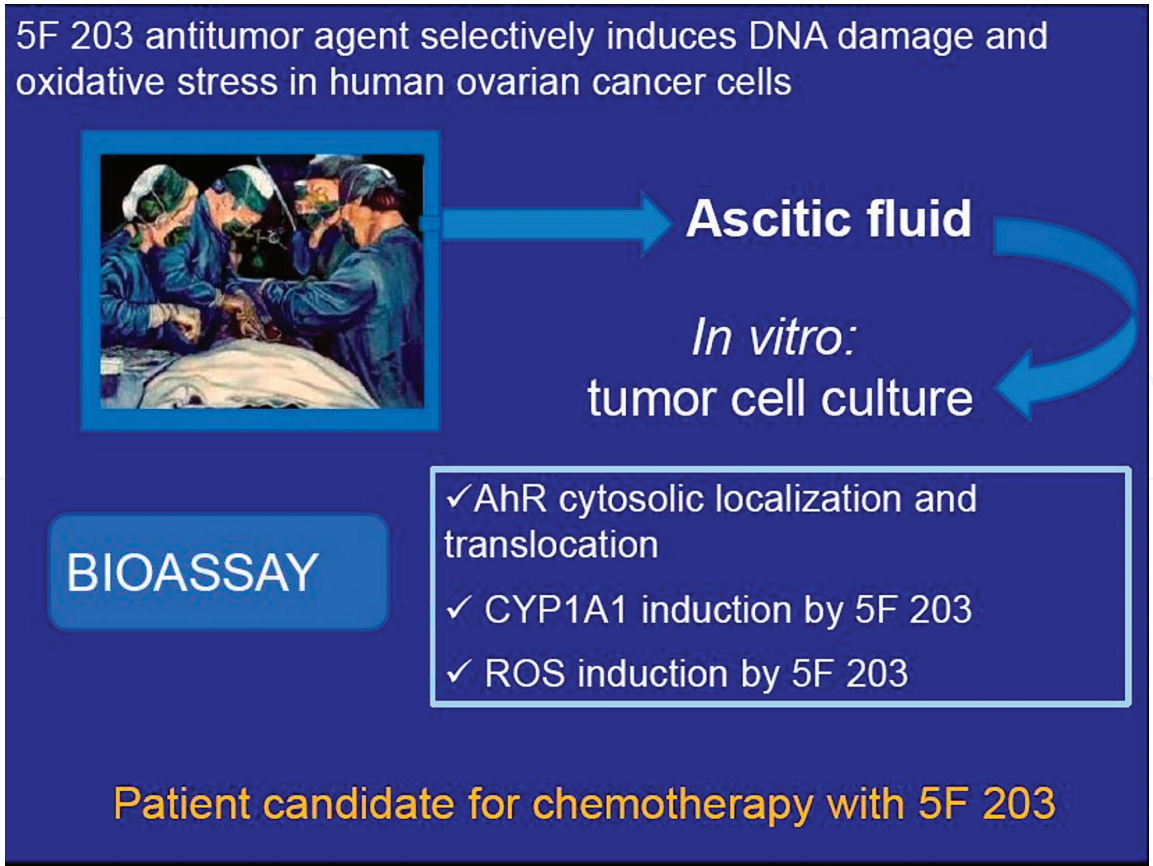 5F 203 antitumor agent selectively induces DNA damage and
oxidative stress in human ovarian cancer cells
Ascitic fluid
In vitro:
tumor cell culture
BIOASSAY
✓AhR cytosolic localization and
translocation
✓ CYP1A1 induction by 5F 203
✓ ROS induction by 5F 203
Patient candidate for chemotherapy with 5F 203